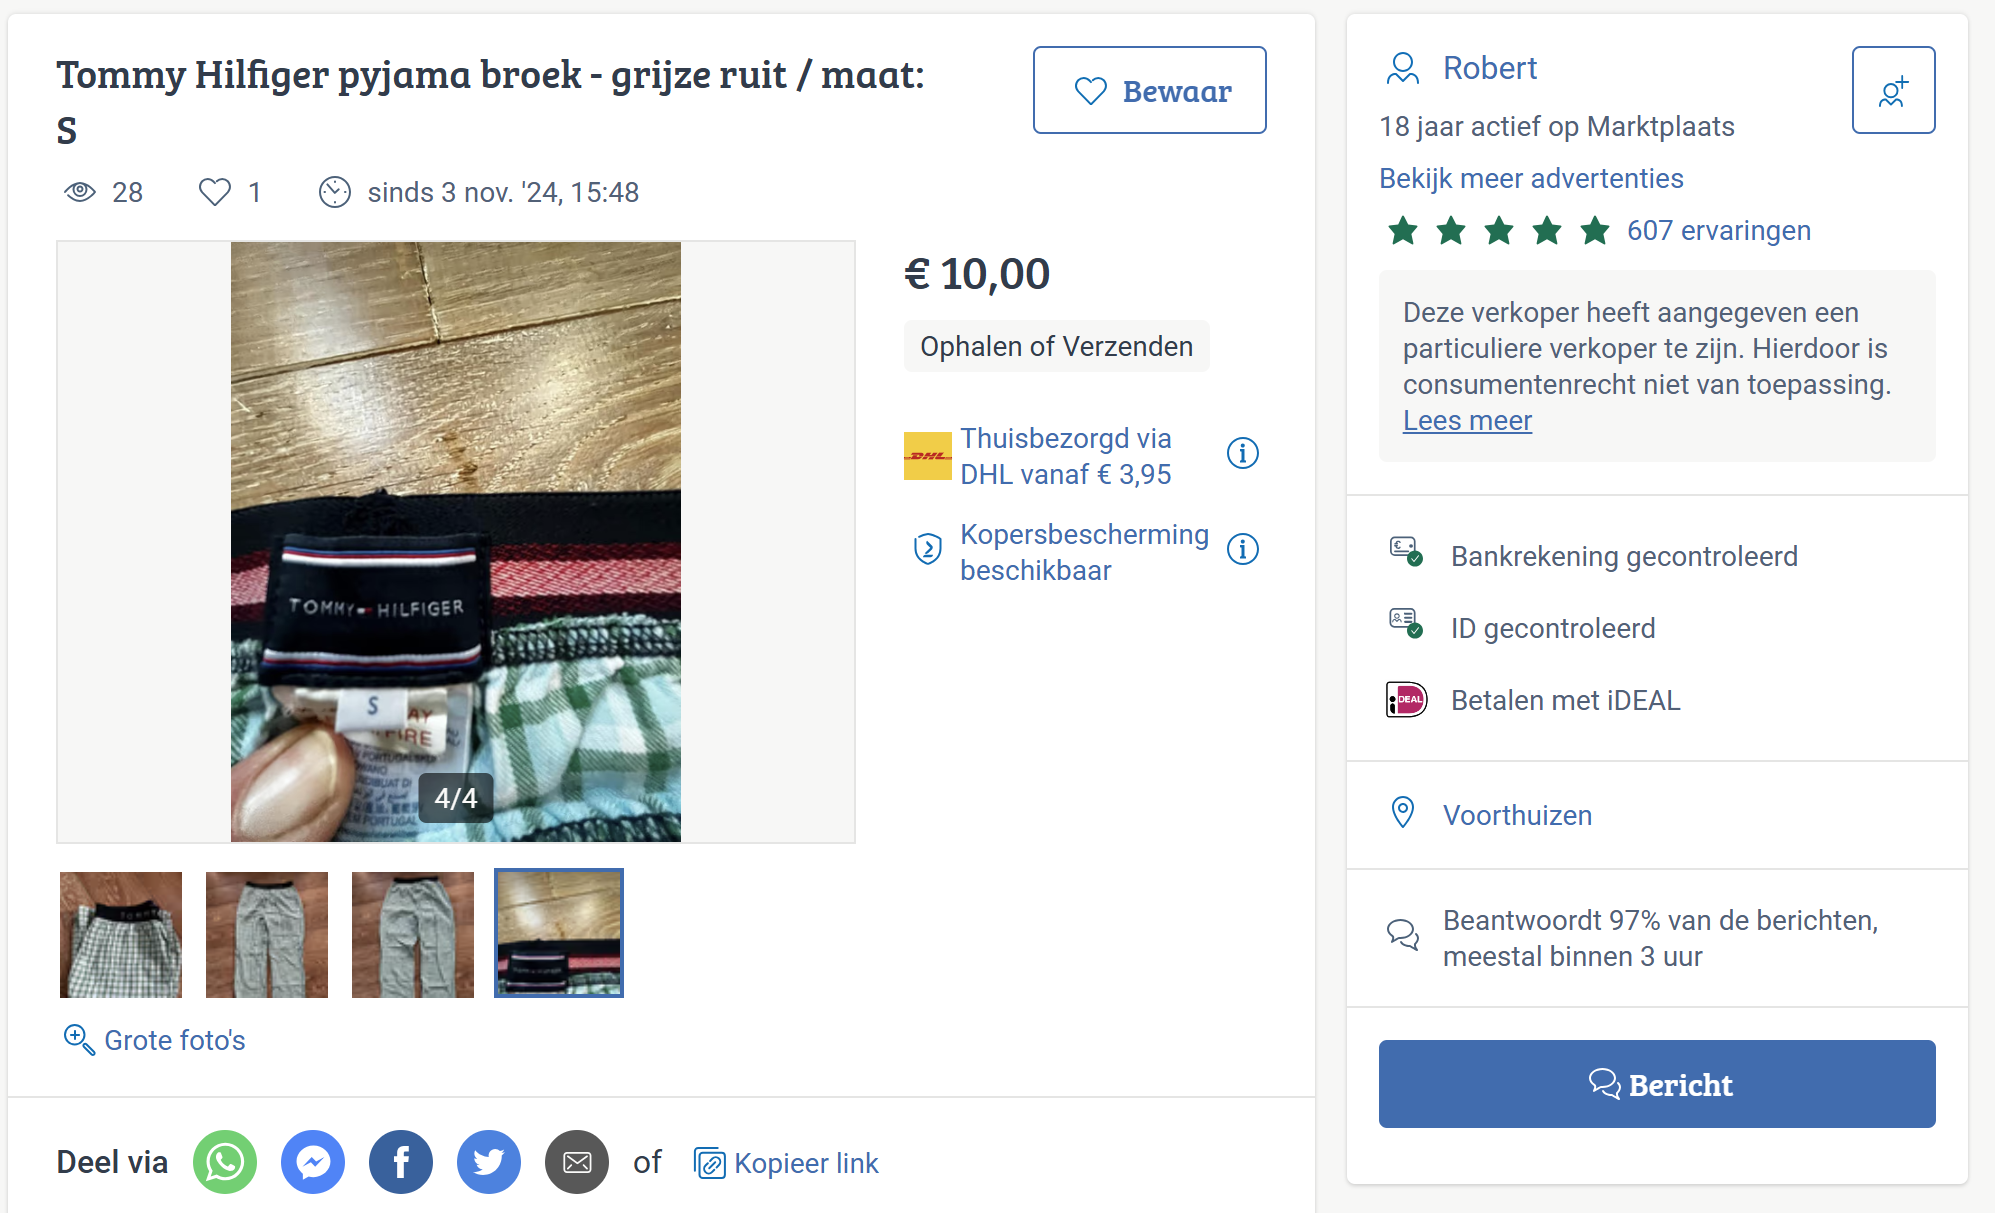 Tommy Hilfiger pyjama broek - grijze ruit / maat:
S
Bewaar
28
1
sinds 3 nov. '24, 15:48
TOMMY HILFIGER
S
4/4
€ 10,00
Ophalen of Verzenden
DHL
Thuisbezorgd via
DHL vanaf € 3,95
Kopersbescherming
beschikbaar
Grote foto's
Deel via
of
Kopieer link
Robert
18 jaar actief op Marktplaats
Bekijk meer advertenties
607 ervaringen
Deze verkoper heeft aangegeven een
particuliere verkoper te zijn. Hierdoor is
consumentenrecht niet van toepassing.
Lees meer
Bankrekening gecontroleerd
ID gecontroleerd
iDEAL
Betalen met iDEAL
Voorthuizen
Beantwoordt 97% van de berichten,
meestal binnen 3 uur
Bericht